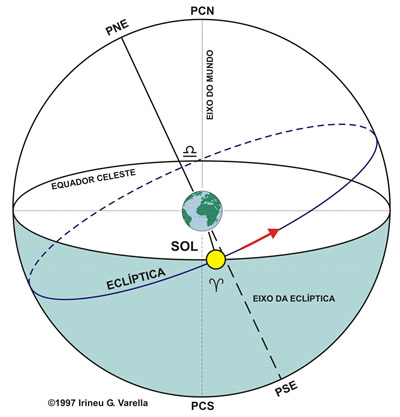 PCN
PNE
EIXO DO MUNDO
♎
EQUADOR CELESTE
SOL
ECLÍPTICA
♈
EIXO DA ECLÍPTICA
PSE
©1997 Irineu G. Varella
PCS